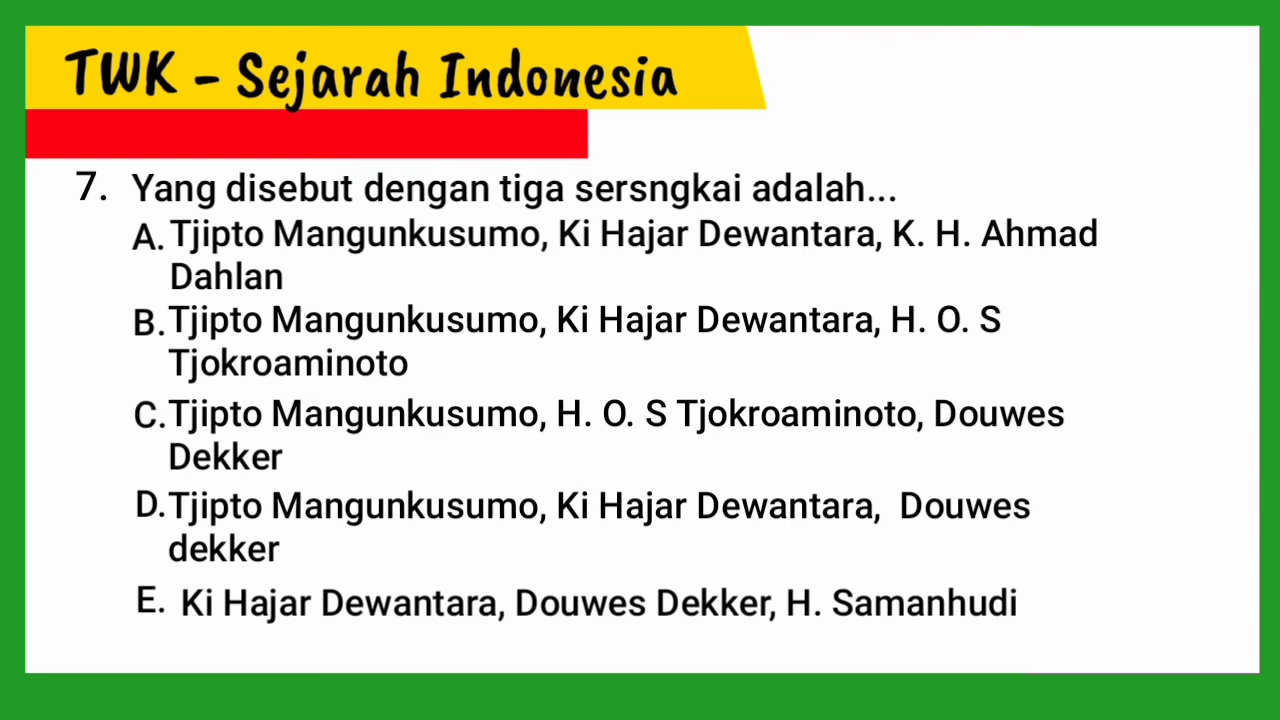 TWK - Sejarah Indonesia
7. Yang disebut dengan tiga sersngkai adalah...
A. Tjipto Mangunkusumo, Ki Hajar Dewantara, K. H. Ahmad
Dahlan
B. Tjipto Mangunkusumo, Ki Hajar Dewantara, H. O. S
Tjokroaminoto
C. Tjipto Mangunkusumo, H. O. S Tjokroaminoto, Douwes
Dekker
D. Tjipto Mangunkusumo, Ki Hajar Dewantara, Douwes
dekker
E. Ki Hajar Dewantara, Douwes Dekker, H. Samanhudi